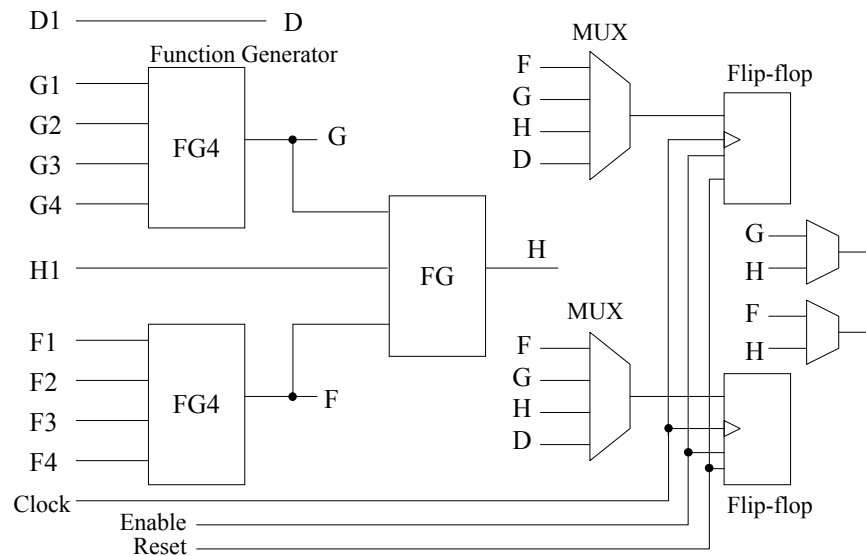 D1
D
Function Generator
G1
G2
G3
G4
FG4
G
H1
FG
H
F1
F2
F3
F4
FG4
F
Clock
Enable
Reset
MUX
F
G
H
D
Flip-flop
G
H
F
H
MUX
F
G
H
D
Flip-flop